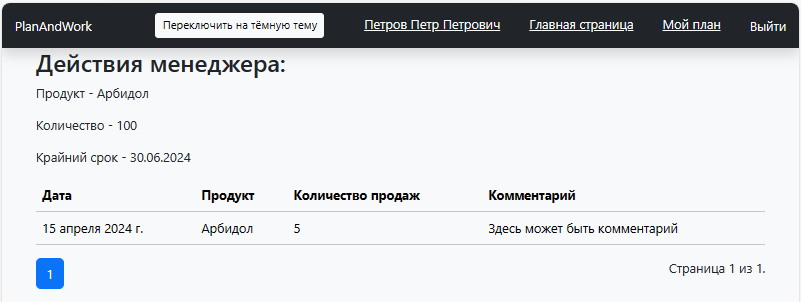 PlanAndWork Переключить на тёмную тему Петров Петр Петрович Главная страница Мой план Выйти
Действия менеджера:
Продукт - Арбидол
Количество - 100
Крайний срок - 30.06.2024
Дата Продукт Количество продаж Комментарий
15 апреля 2024 г. Арбидол 5 Здесь может быть комментарий
1 Страница 1 из 1.